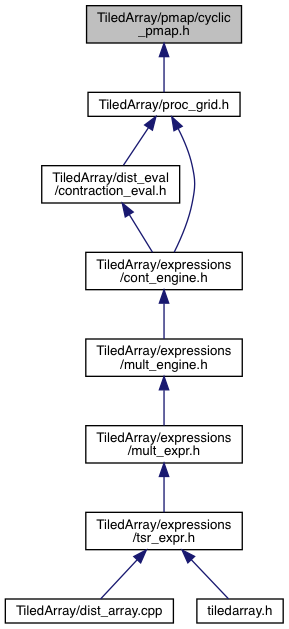 TiledArray/pmap/cyclic
_pmap.h
TiledArray/proc_grid.h
TiledArray/dist_eval
/contraction_eval.h
TiledArray/expressions
/cont_engine.h
TiledArray/expressions
/mult_engine.h
TiledArray/expressions
/mult_expr.h
TiledArray/expressions
/tsr_expr.h
TiledArray/dist_array.cpp
tiledarray.h